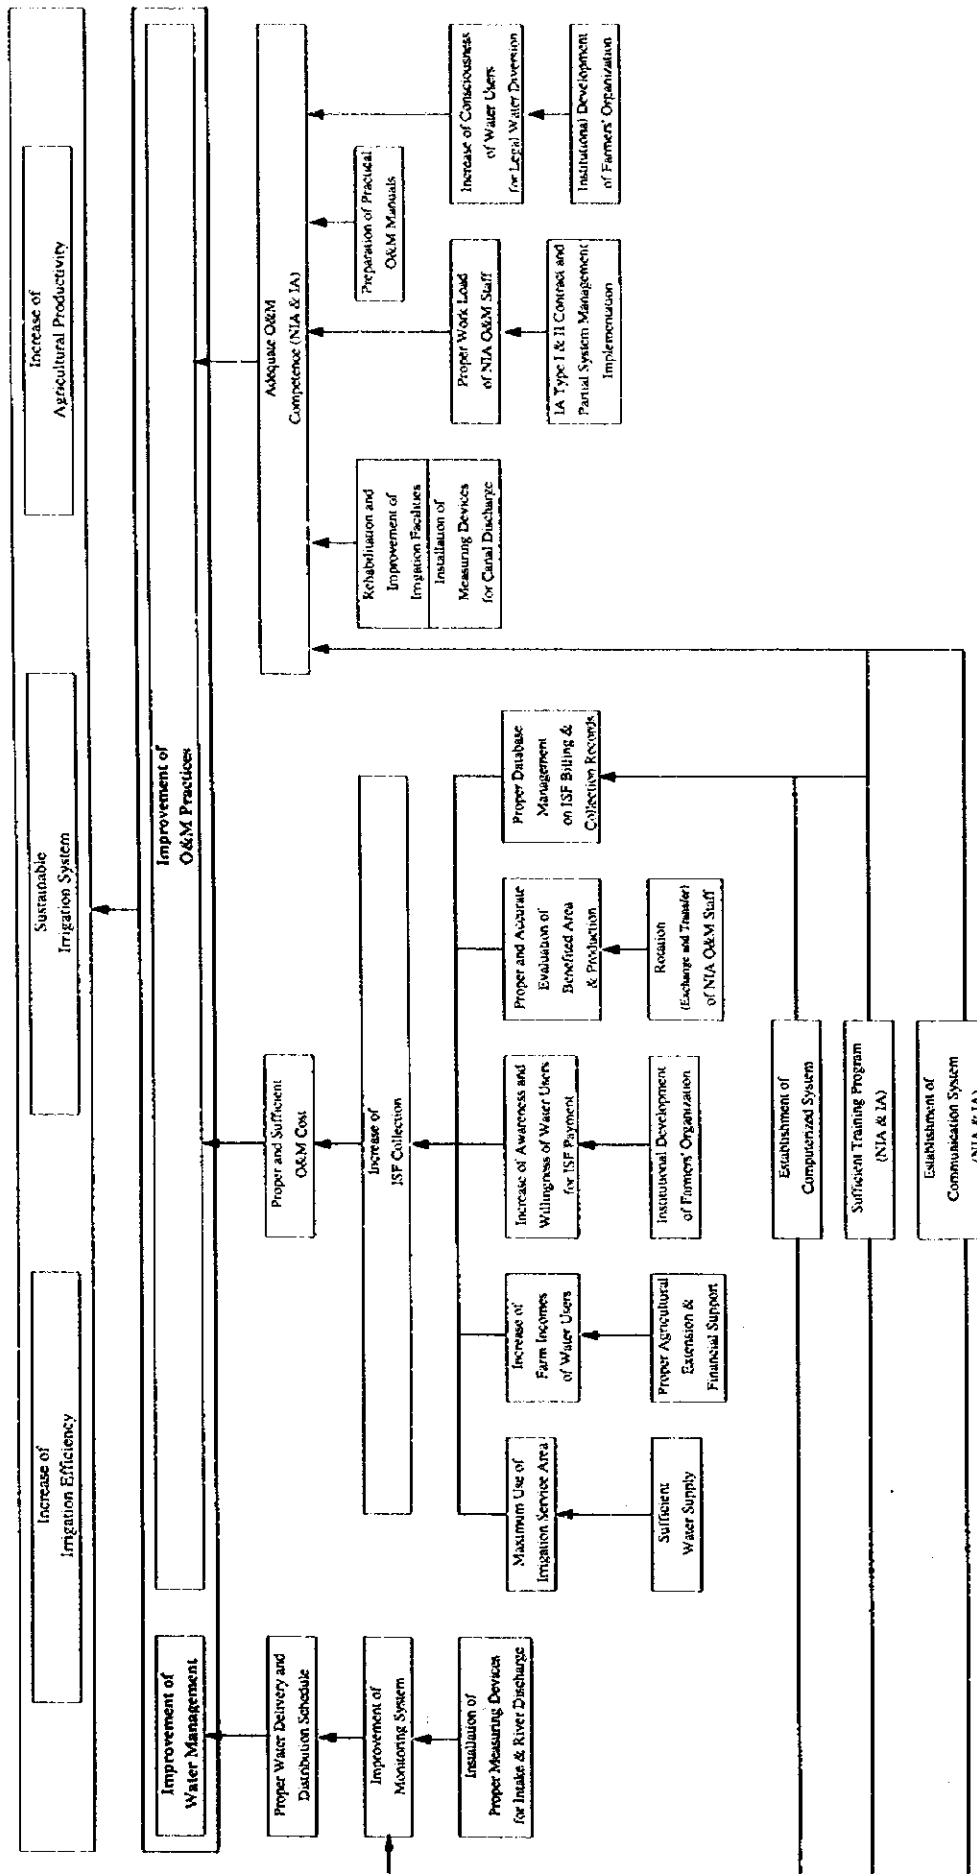 Increase of
Irrigation Efficiency
Sustainable
Irrigation System
Increase of
Agricultural Productivity
Improvement of
Water Management
Improvement of
O&M Practices
Proper Water Delivery and
Distribution Schedule
Proper and Sufficient
O&M Cost
Adequate O&M
Competence (NIA & IA)
Improvement of
Monitoring System
Increase of
ISF Collection
Rehabilitation and
Improvement of
Irrigation Facilities
Installation of
Measuring Devices
for Canal Discharge
Preparation of Practical
O&M Manuals
Installation of
Proper Measuring Devices
for Intake & River Discharge
Proper Work Load
of NIA O&M Staff
Increase of Consciousness
of Water Users
for Legal Water Diversion
Maximum Use of
Irrigation Service Area
Increase of
Farm Incomes
of Water Users
Increase of Awareness and
Willingness of Water Users
for ISF Payment
Proper and Accurate
Evaluation of
Benefited Area
& Production
Proper Database
Management
on ISF Billing &
Collection Records
IA Type I & II Contract and
Partial System Management
Implementation
Institutional Development
of Farmers' Organization
Sufficient
Water Supply
Proper Agricultural
Extension &
Financial Support
Institutional Development
of Farmers' Organization
Rotation
(Exchange and Transfer)
of NIA O&M Staff
Establishment of
Computerized System
Sufficient Training Program
(NIA & IA)
Establishment of
Communication System
(NIA & IA)